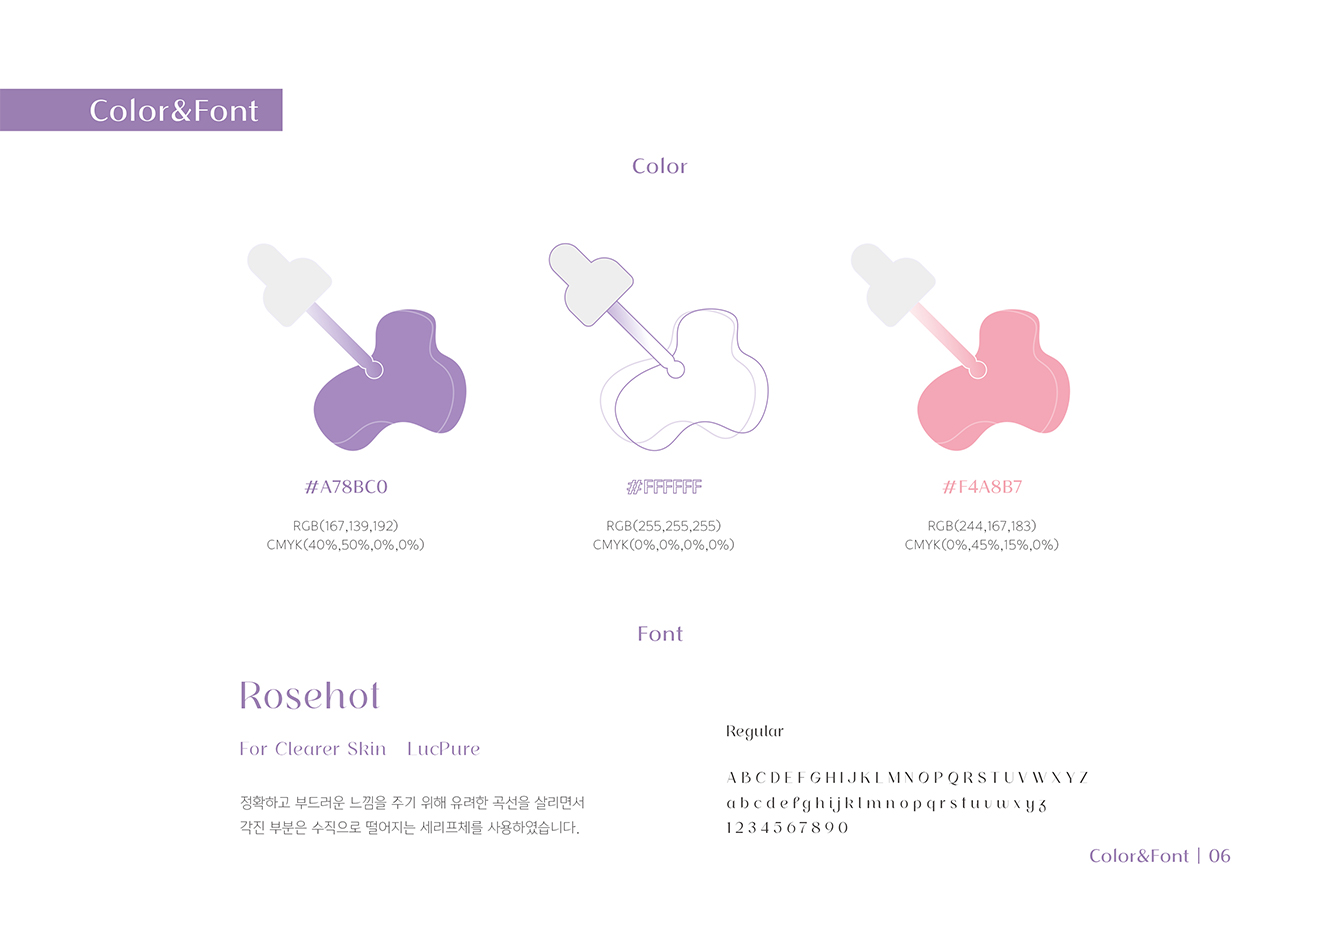 Color&Font
Color
#A78BC0
RGB(167,139,192)
CMYK(40%,50%,0%,0%)
#FFFFFF
RGB(255,255,255)
CMYK(0%,0%,0%,0%)
#F4A8B7
RGB(244,167,183)
CMYK(0%,45%,15%,0%)
Font
Rosehot
For Clearer Skin LucPure
정확하고 부드러운 느낌을 주기 위해 유려한 곡선을 살리면서
각진 부분은 수직으로 떨어지는 세리프체를 사용하였습니다.
Regular
A B C D E F G H I J K L M N O P Q R S T U V W X Y Z
a b c d e f g h i j k l m n o p q r s t u v w x y z
1 2 3 4 5 6 7 8 9 0
Color&Font | 06